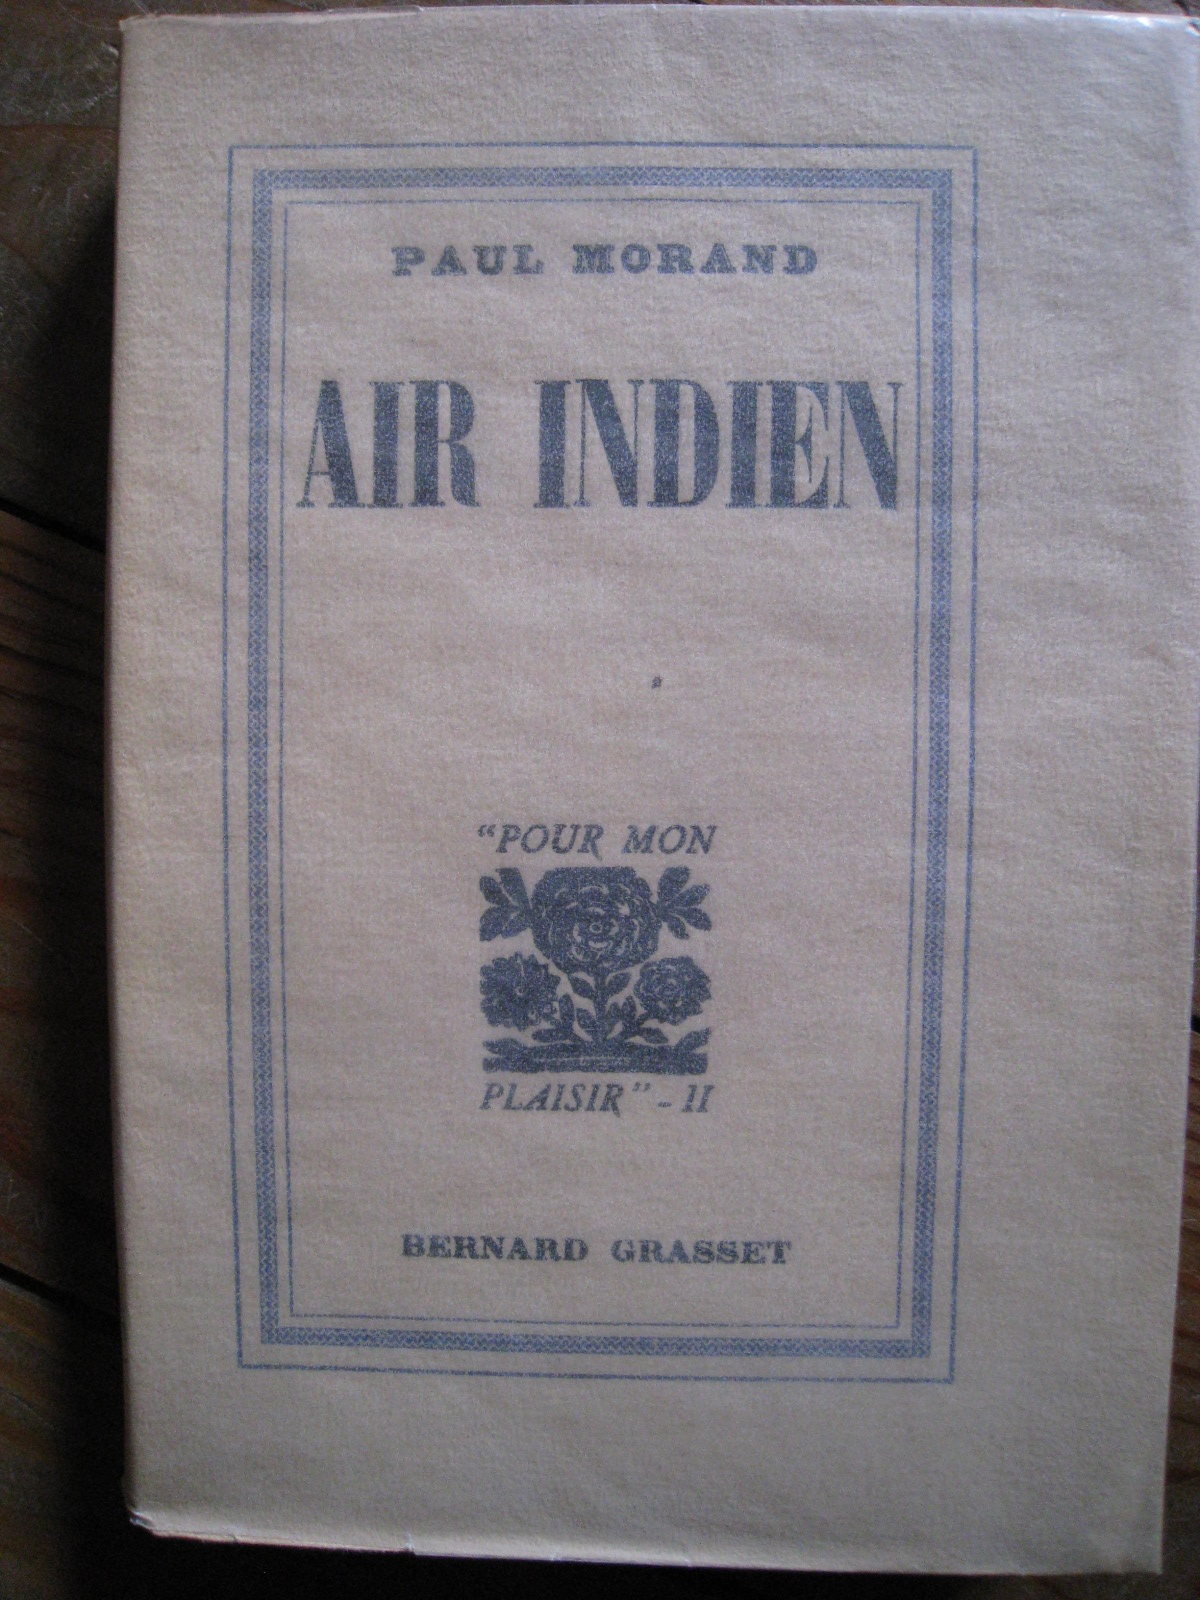 PAUL MORAND
AIR INDIEN
"POUR MON
PLAISIR" - II
BERNARD GRASSET